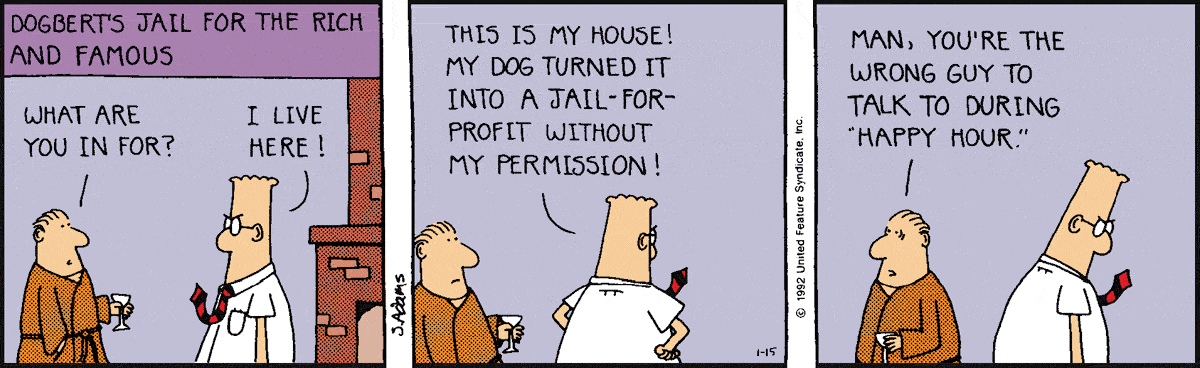 DOGBERT'S JAIL FOR THE RICH
AND FAMOUS
WHAT ARE
YOU IN FOR?
I LIVE
HERE!
THIS IS MY HOUSE!
MY DOG TURNED IT
INTO A JAIL-FOR-
PROFIT WITHOUT
MY PERMISSION!
S.ADAMS
1-15
© 1992 United Feature Syndicate, Inc.
MAN, YOU'RE THE
WRONG GUY TO
TALK TO DURING
"HAPPY HOUR."